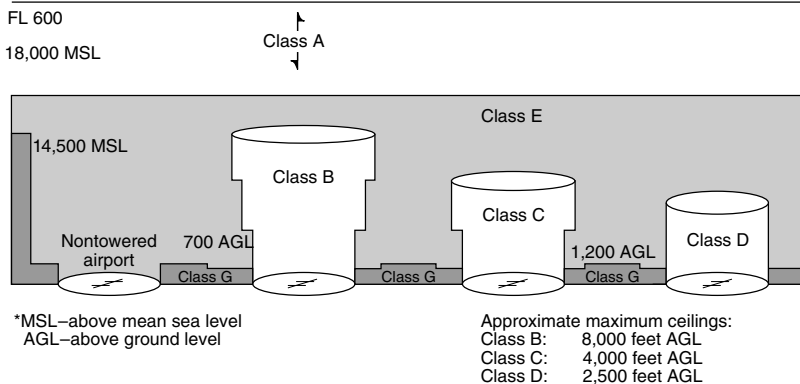 FL 600
Class A
18,000 MSL
Class E
14,500 MSL
Class B
Class C
Nontowered
airport
700 AGL
1,200 AGL
Class D
Class G
Class G
Class G
*MSL–above mean sea level
AGL–above ground level
Approximate maximum ceilings:
Class B: 8,000 feet AGL
Class C: 4,000 feet AGL
Class D: 2,500 feet AGL